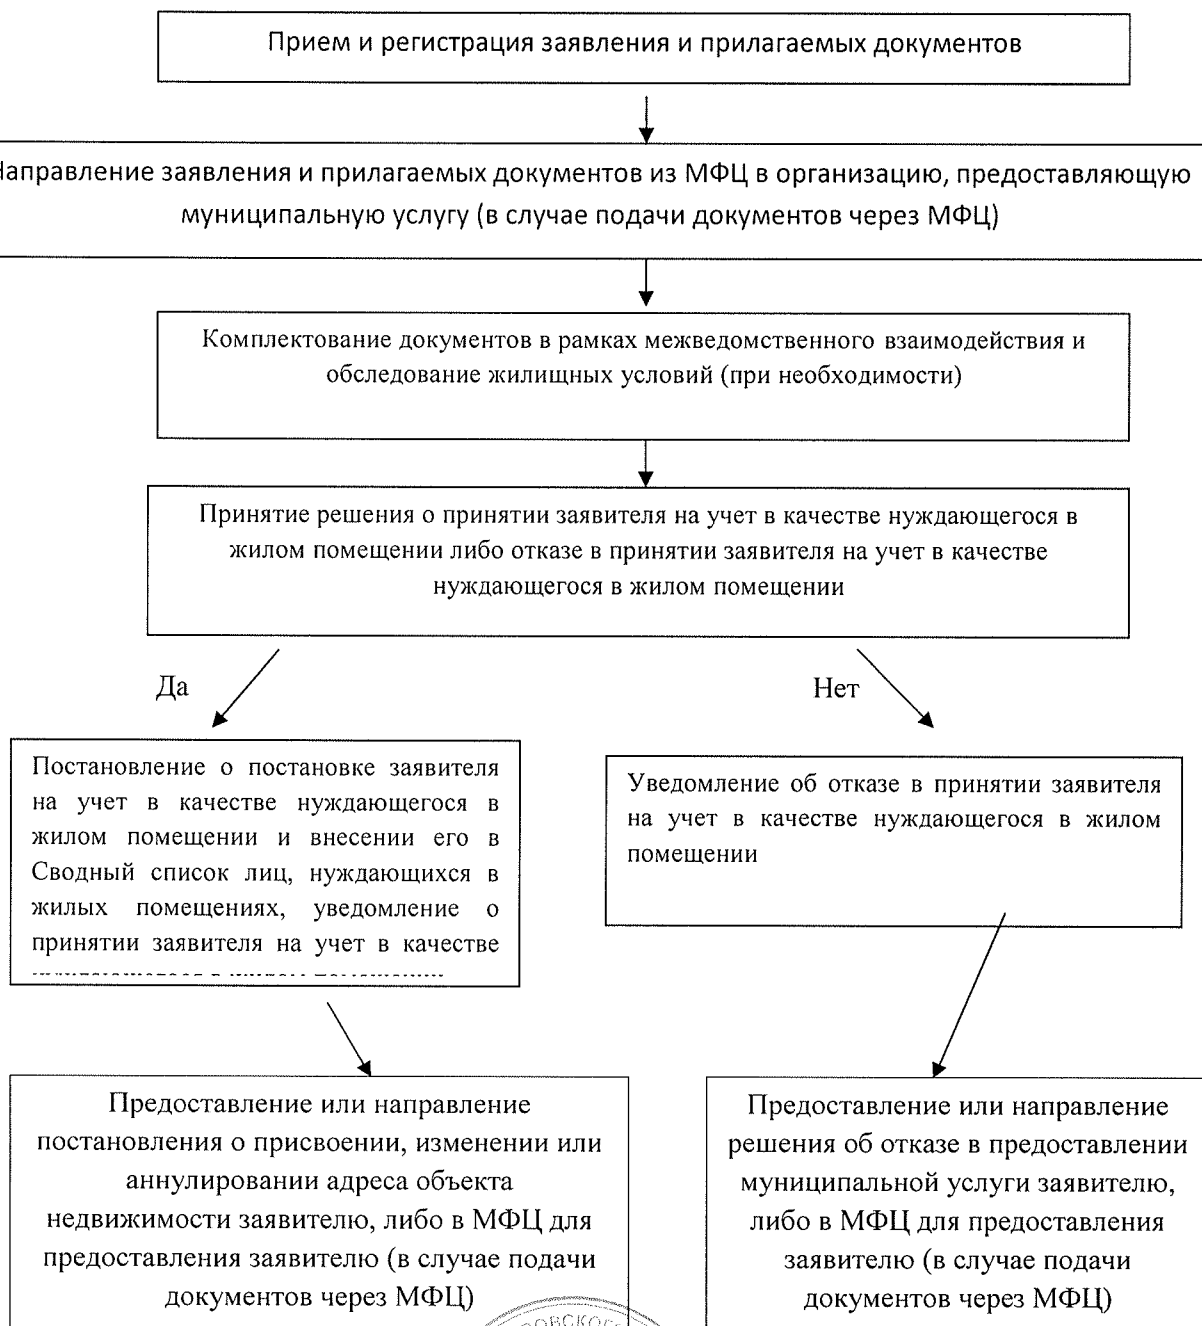 Прием и регистрация заявления и прилагаемых документов
Направление заявления и прилагаемых документов из МФЦ в организацию, предоставляющую
муниципальную услугу (в случае подачи документов через МФЦ)
Комплектование документов в рамках межведомственного взаимодействия и
обследование жилищных условий (при необходимости)
Принятие решения о принятии заявителя на учет в качестве нуждающегося в
жилом помещении либо отказе в принятии заявителя на учет в качестве
нуждающегося в жилом помещении
Да
Нет
Постановление о постановке заявителя
на учет в качестве нуждающегося в
жилом помещении и внесении его в
Сводный список лиц, нуждающихся в
жилых помещениях, уведомление о
принятии заявителя на учет в качестве
Уведомление об отказе в принятии заявителя
на учет в качестве нуждающегося в жилом
помещении
Предоставление или направление
постановления о присвоении, изменении или
аннулировании адреса объекта
недвижимости заявителю, либо в МФЦ для
предоставления заявителю (в случае подачи
документов через МФЦ)
Предоставление или направление
решения об отказе в предоставлении
муниципальной услуги заявителю,
либо в МФЦ для предоставления
заявителю (в случае подачи
документов через МФЦ)